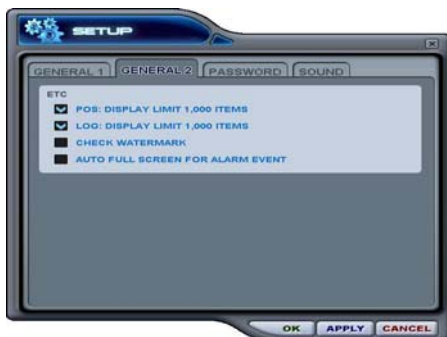 SETUP
GENERAL 1 GENERAL 2 PASSWORD SOUND
ETC
POS: DISPLAY LIMIT 1,000 ITEMS
LOG: DISPLAY LIMIT 1,000 ITEMS
CHECK WATERMARK
AUTO FULL SCREEN FOR ALARM EVENT
OK APPLY CANCEL